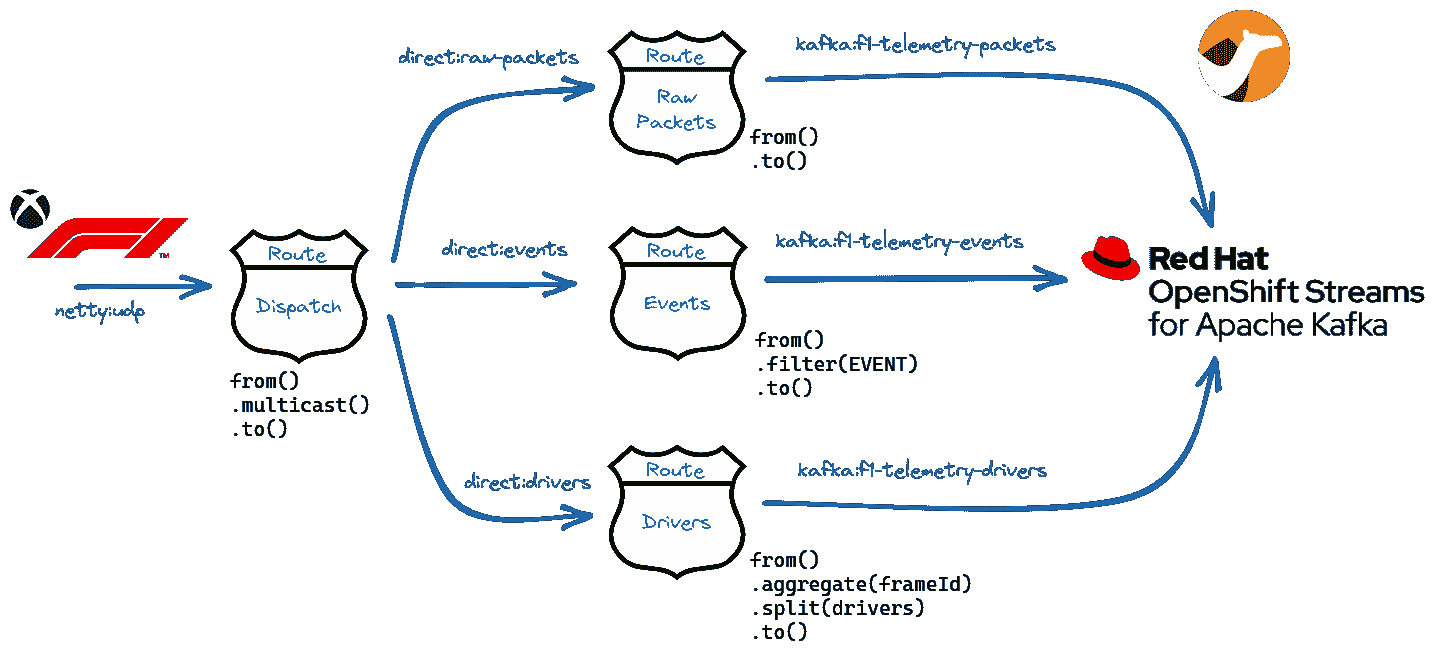 direct:raw-packets
Route
Raw
Packets
from()
.to()
kafka:f1-telemetry-packets
F1
TM
netty:udp
Route
Dispatch
from()
.multicast()
.to()
direct:events
Route
Events
from()
.filter(EVENT)
.to()
kafka:f1-telemetry-events
Red Hat
OpenShift Streams
for Apache Kafka
direct:drivers
Route
Drivers
from()
.aggregate(frameId)
.split(drivers)
.to()
kafka:f1-telemetry-drivers